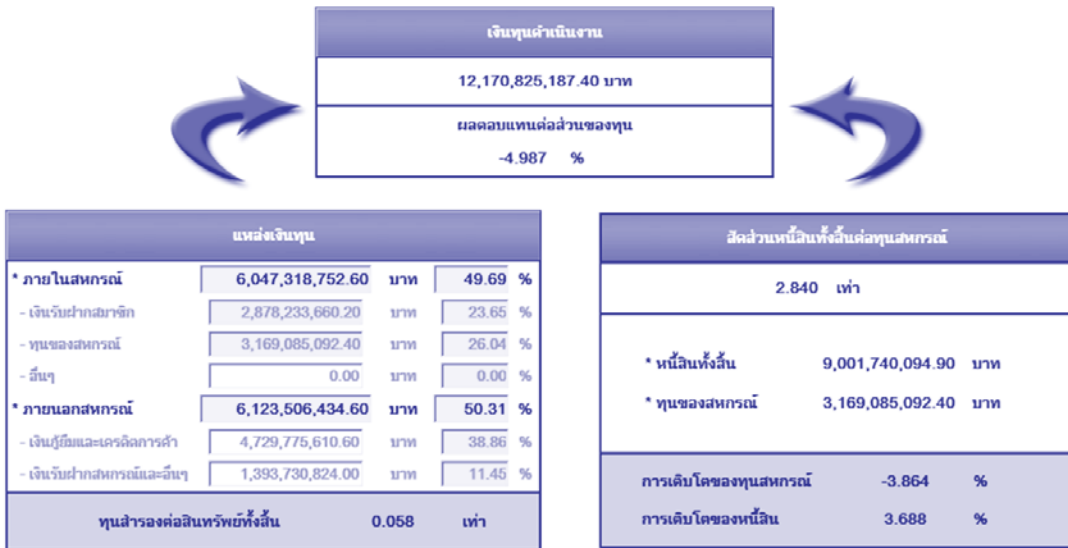 เงินทุนดำเนินงาน
12,170,825,187.40 บาท
ผลตอบแทนต่อส่วนของทุน
-4.987 %
แหล่งเงินทุน
* ภายในสหกรณ์ 6,047,318,752.60 บาท 49.69 %
- เงินรับฝากสมาชิก 2,878,233,660.20 บาท 23.65 %
- ทุนของสหกรณ์ 3,169,085,092.40 บาท 26.04 %
- อื่นๆ 0.00 บาท 0.00 %
* ภายนอกสหกรณ์ 6,123,506,434.60 บาท 50.31 %
- เงินกู้ยืมและเครดิตการค้า 4,729,775,610.60 บาท 38.86 %
- เงินรับฝากสหกรณ์และอื่นๆ 1,393,730,824.00 บาท 11.45 %
ทุนสำรองต่อสินทรัพย์ทั้งสิ้น 0.058 เท่า
สัดส่วนหนี้สินทั้งสิ้นต่อทุนสหกรณ์
2.840 เท่า
* หนี้สินทั้งสิ้น 9,001,740,094.90 บาท
* ทุนของสหกรณ์ 3,169,085,092.40 บาท
การเติบโตของทุนสหกรณ์ -3.864 %
การเติบโตของหนี้สิน 3.688 %